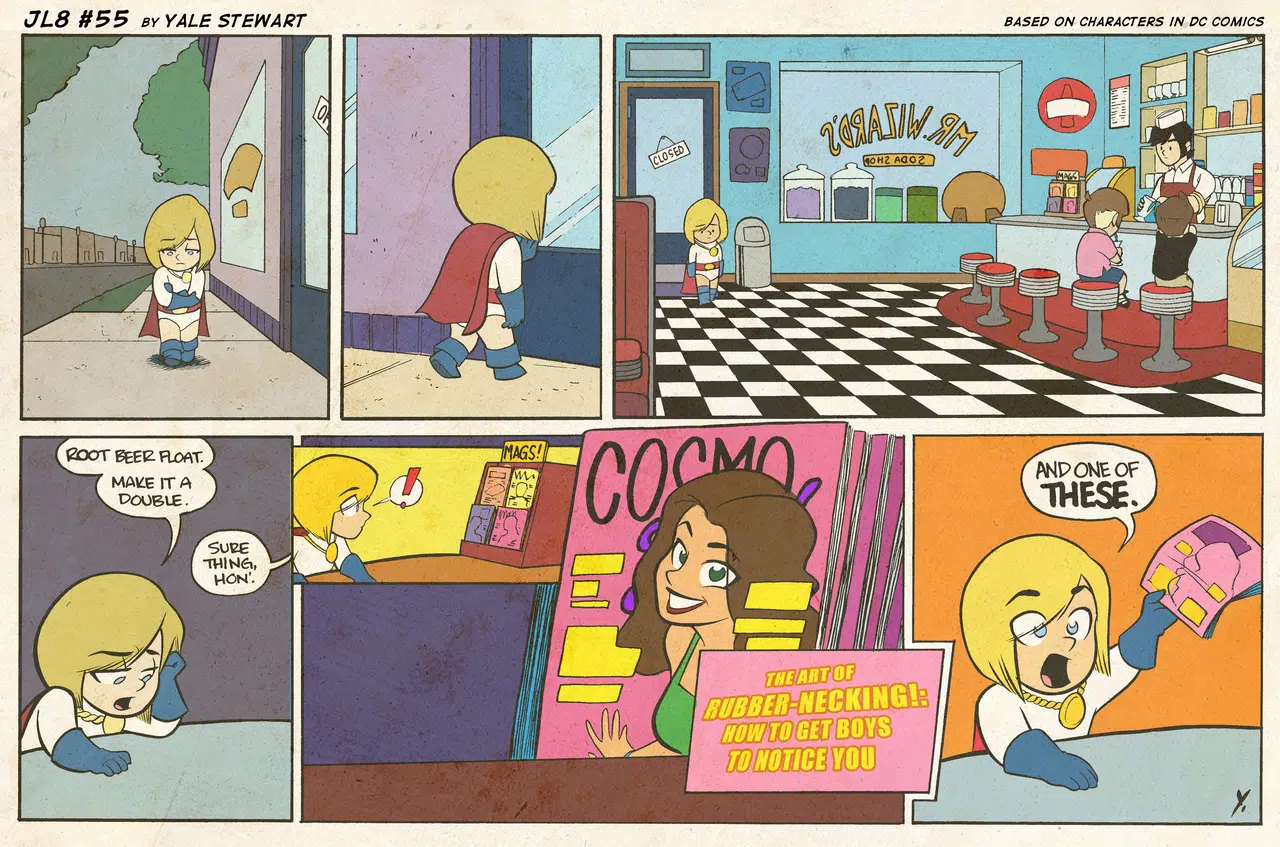 JL8 #55 BY YALE STEWART
BASED ON CHARACTERS IN DC COMICS
CLOSED
MR. WIZARD'S
SODA SHOP
MAGS
ROOT BEER FLOAT.
MAKE IT A
DOUBLE.
SURE
THING,
HON'.
!
MAGS!
COSMO
THE ART OF
RUBBER-NECKING!:
HOW TO GET BOYS
TO NOTICE YOU
AND ONE OF
THESE.
Y.